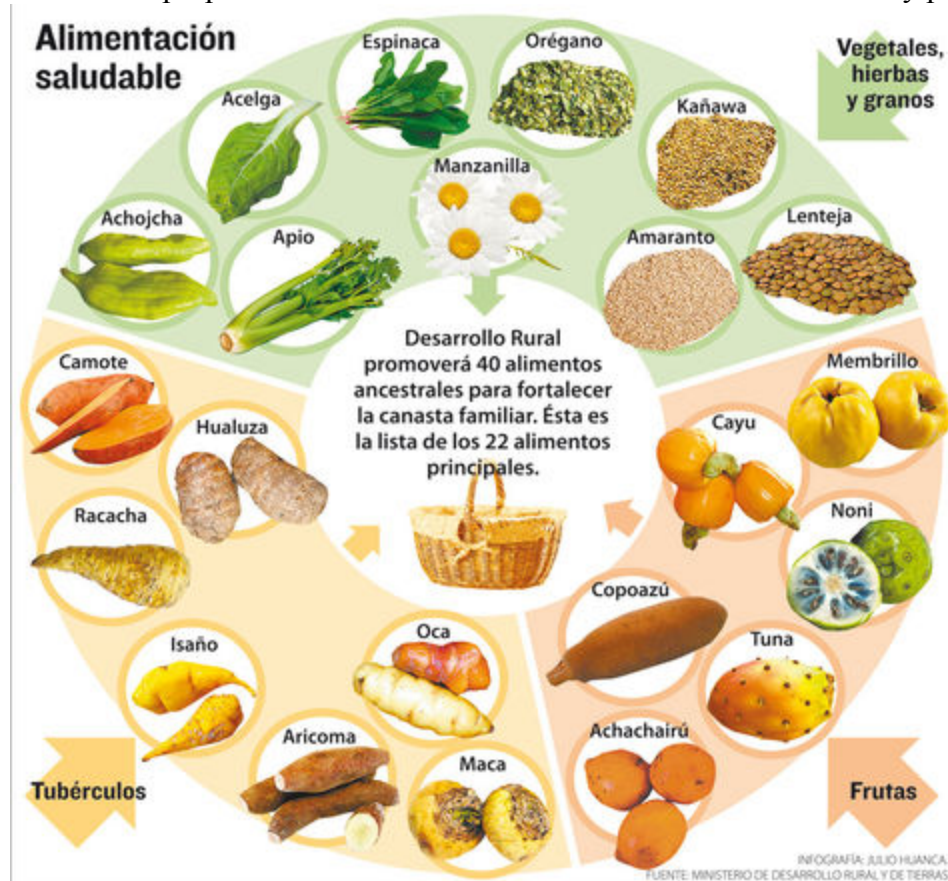 Alimentación
saludable
Espinaca
Orégano
Vegetales,
hierbas
y granos
Acelga
Kañawa
Manzanilla
Achojcha
Apio
Amaranto
Lenteja
Desarrollo Rural
promoverá 40 alimentos
ancestrales para fortalecer
la canasta familiar. Ésta es
la lista de los 22 alimentos
principales.
Camote
Hualuza
Racacha
Isaño
Oca
Aricoma
Maca
Tubérculos
Membrillo
Cayu
Noni
Copoazú
Tuna
Achachairú
Frutas
INFOGRAFÍA: JULIO HUANCA
FUENTE: MINISTERIO DE DESARROLLO RURAL Y DE TIERRAS